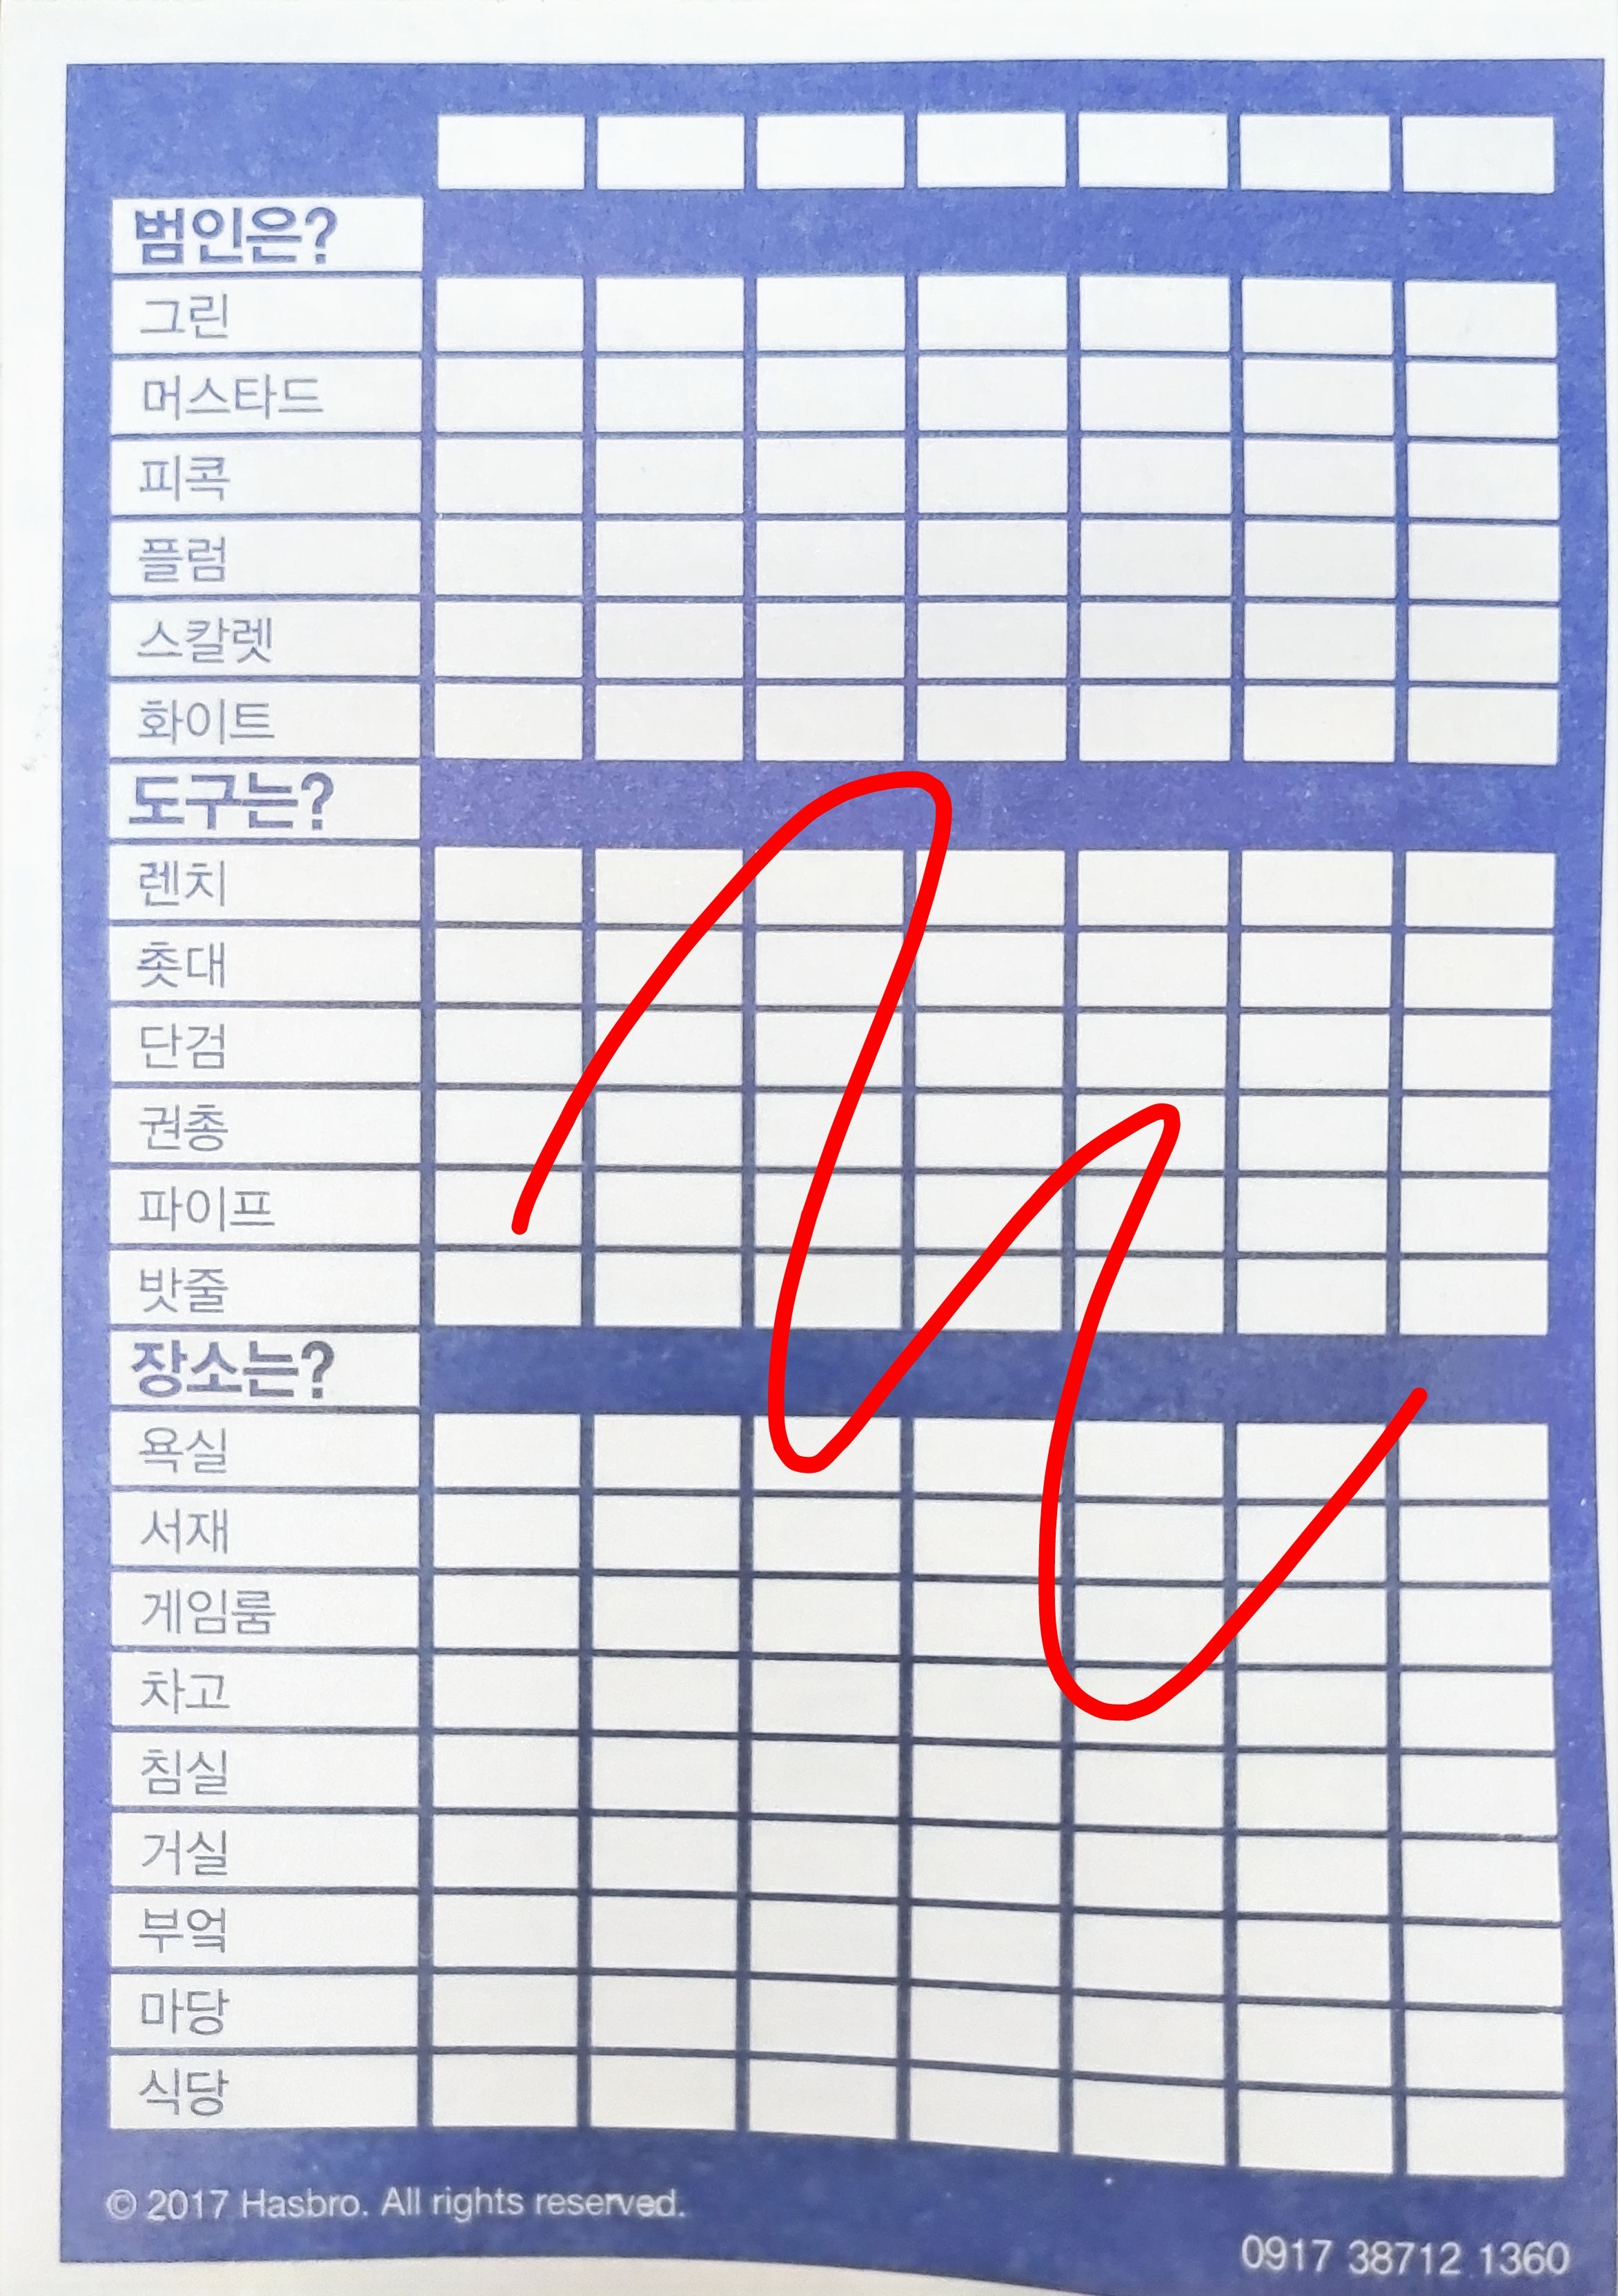 범인은?
그린
머스타드
피콕
플럼
스칼렛
화이트
도구는?
렌치
촛대
단검
권총
파이프
밧줄
장소는?
욕실
서재
게임룸
차고
침실
거실
부엌
마당
식당
© 2017 Hasbro. All rights reserved.
0917 38712 1360